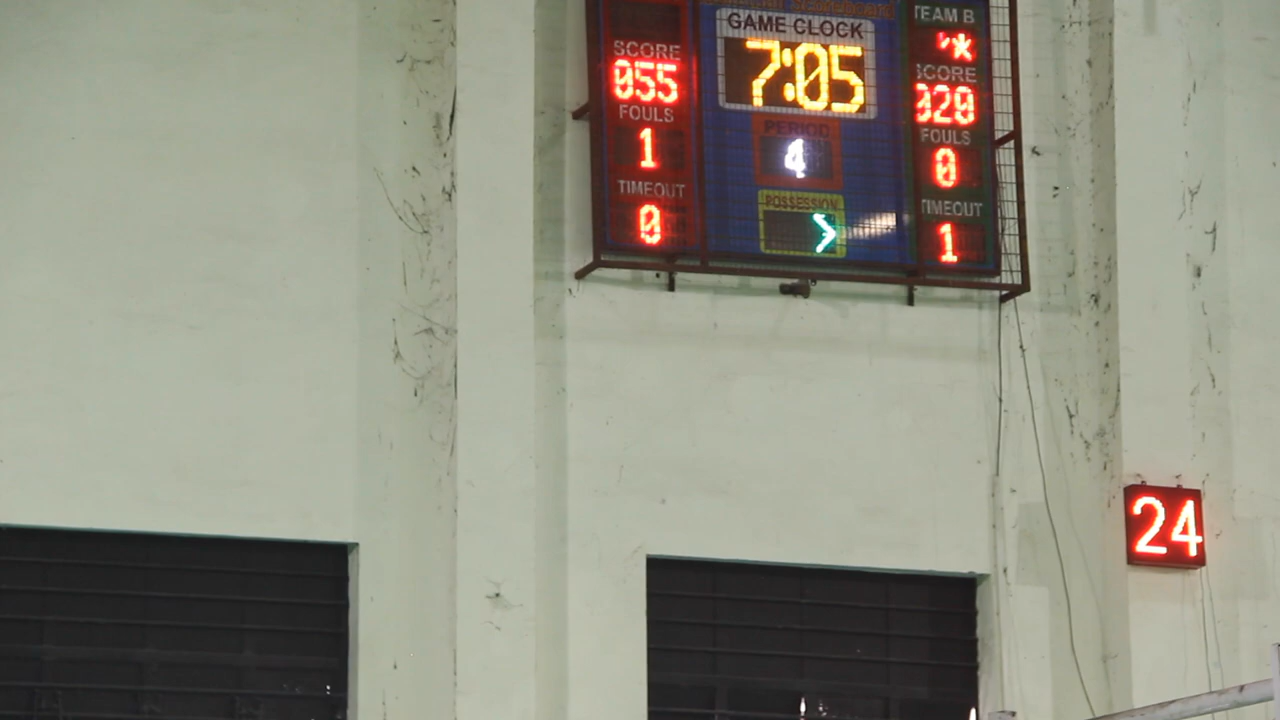 GAME CLOCK
7:05
PERIOD
4
POSSESSION
>
SCORE
055
FOULS
1
TIMEOUT
0
TEAM B
SCORE
020
FOULS
0
TIMEOUT
1
24